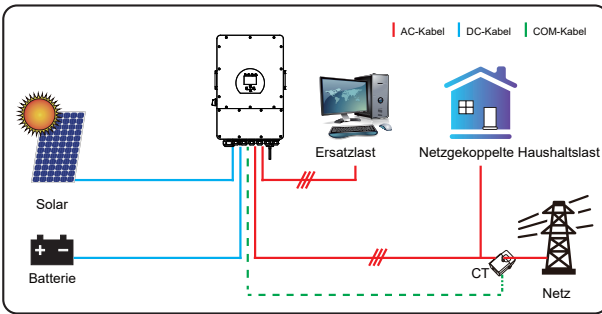 AC-Kabel
DC-Kabel
COM-Kabel
Ersatzlast
Netzgekoppelte Haushaltslast
Solar
Batterie
CT
Netz